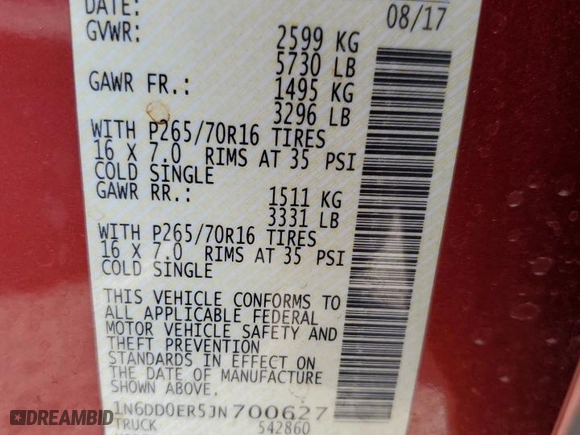 DATE: 08/17
GVWR: 2599 KG
5730 LB
GAWR FR.: 1495 KG
3296 LB
WITH P265/70R16 TIRES
16 X 7.0 RIMS AT 35 PSI
COLD SINGLE
GAWR RR.: 1511 KG
3331 LB
WITH P265/70R16 TIRES
16 X 7.0 RIMS AT 35 PSI
COLD SINGLE
THIS VEHICLE CONFORMS TO
ALL APPLICABLE FEDERAL
MOTOR VEHICLE SAFETY AND
THEFT PREVENTION
STANDARDS IN EFFECT ON
THE DATE OF MANUFACTURE
SHOWN ABOVE.
1N6DD0ER5JN700627
TRUCK 542860
DREAMBID.com
DREAMBID.com